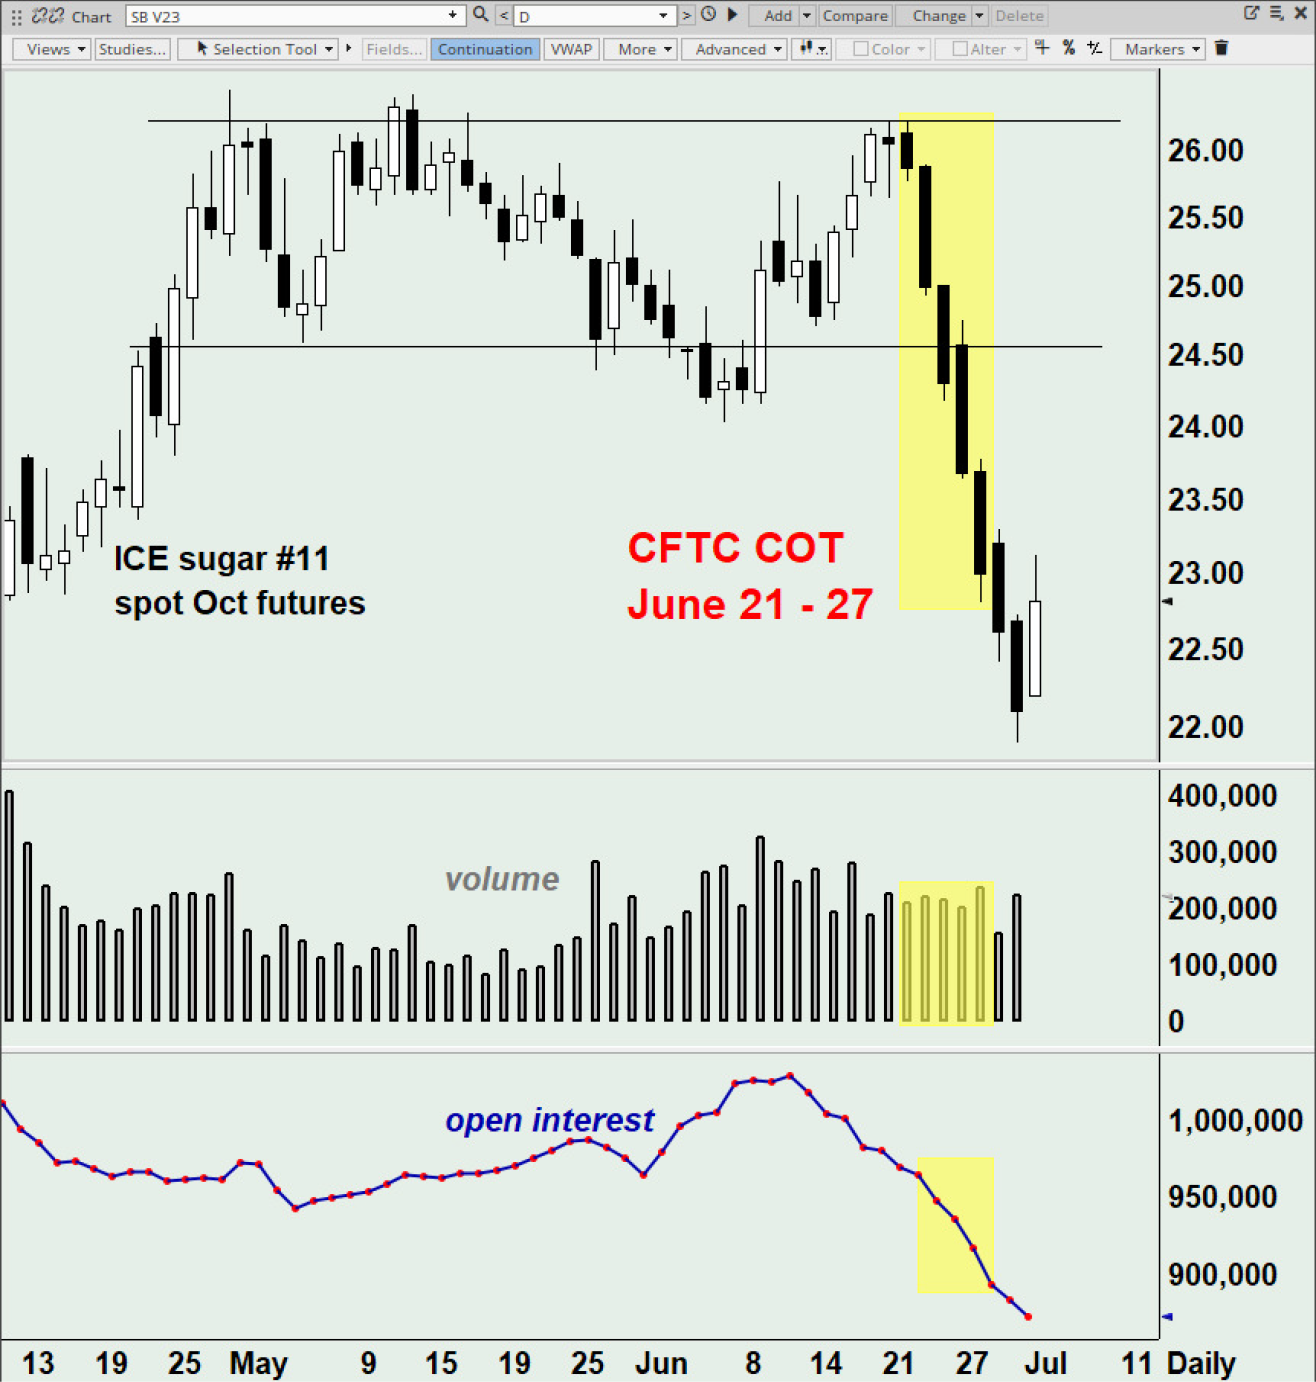 Chart SB V23 < D > Add Compare Change Delete
Views Studies... Selection Tool Fields... Continuation VWAP More Advanced Color Alter % +/- Markers
26.00
25.50
25.00
24.50
24.00
23.50
23.00
22.50
22.00
ICE sugar #11
spot Oct futures
CFTC COT
June 21 - 27
400,000
300,000
200,000
100,000
0
volume
open interest
1,000,000
950,000
900,000
13 19 25 May 9 15 19 25 Jun 8 14 21 27 Jul 11 Daily